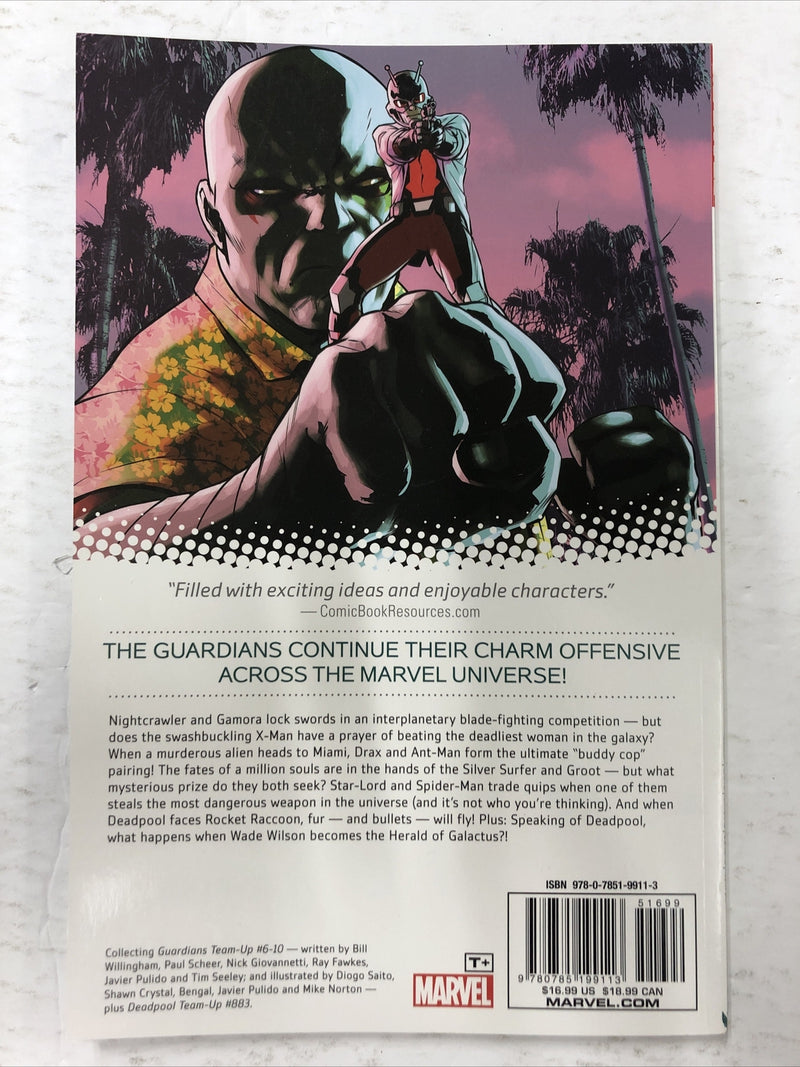 “Filled with exciting ideas and enjoyable characters.”
— ComicBookResources.com
THE GUARDIANS CONTINUE THEIR CHARM OFFENSIVE
ACROSS THE MARVEL UNIVERSE!
Nightcrawler and Gamora lock swords in an interplanetary blade-fighting competition — but
does the swashbuckling X-Man have a prayer of beating the deadliest woman in the galaxy?
When a murderous alien heads to Miami, Drax and Ant-Man form the ultimate “buddy cop”
pairing! The fates of a million souls are in the hands of the Silver Surfer and Groot — but what
mysterious prize do they both seek? Star-Lord and Spider-Man trade quips when one of them
steals the most dangerous weapon in the universe (and it’s not who you’re thinking). And when
Deadpool faces Rocket Raccoon, fur — and bullets — will fly! Plus: Speaking of Deadpool,
what happens when Wade Wilson becomes the Herald of Galactus?!
Collecting Guardians Team-Up #6-10 — written by Bill
Willingham, Paul Scheer, Nick Giovannetti, Ray Fawkes,
Javier Pulido and Tim Seeley; and illustrated by Diogo Saito,
Shawn Crystal, Bengal, Javier Pulido and Mike Norton —
plus Deadpool Team-Up #883.
T+
MARVEL
ISBN 978-0-7851-9911-3
51699
9 780785 199113
$16.99 US $18.99 CAN
MARVEL.COM